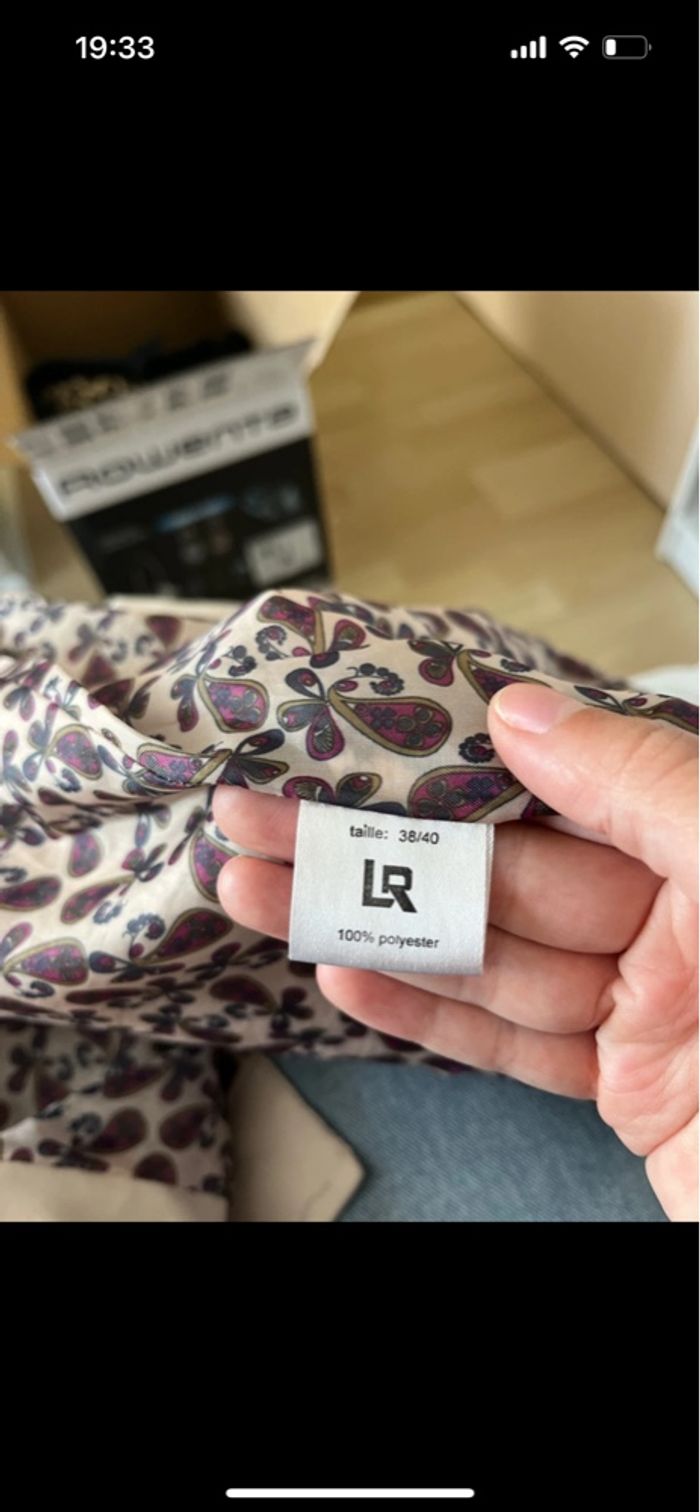 19:33
Rowenta
taille: 38/40
LR
100% polyester